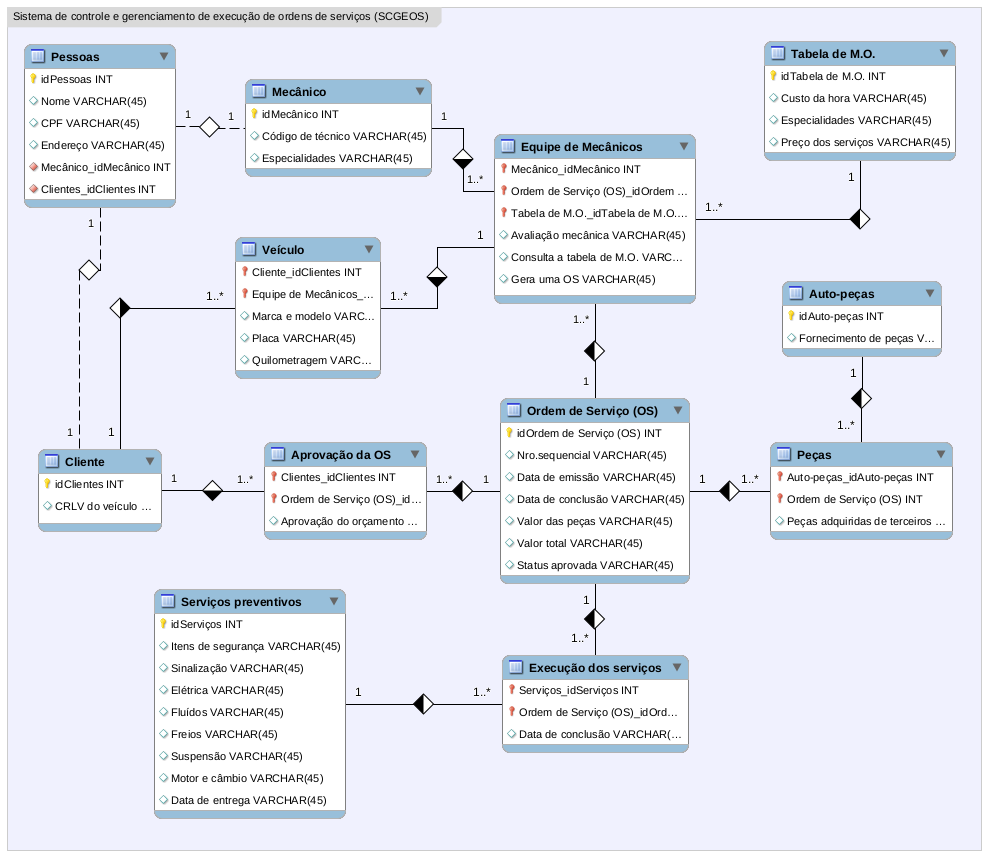 Sistema de controle e gerenciamento de execução de ordens de serviços (SCGEOS)
Pessoas
idPessoas INT
Nome VARCHAR(45)
CPF VARCHAR(45)
Endereço VARCHAR(45)
Mecânico_idMecânico INT
Clientes_idClientes INT
1
1
Mecânico
idMecânico INT
Código de técnico VARCHAR(45)
Especialidades VARCHAR(45)
1
1..*
Equipe de Mecânicos
Mecânico_idMecânico INT
Ordem de Serviço (OS)_idOrdem ...
Tabela de M.O._idTabela de M.O....
Avaliação mecânica VARCHAR(45)
Consulta a tabela de M.O. VARC...
Gera uma OS VARCHAR(45)
Tabela de M.O.
idTabela de M.O. INT
Custo da hora VARCHAR(45)
Especialidades VARCHAR(45)
Preço dos serviços VARCHAR(45)
1
1..*
1
1
1..*
Veículo
Cliente_idClientes INT
Equipe de Mecânicos_...
Marca e modelo VARC...
Placa VARCHAR(45)
Quilometragem VARC...
1..*
1..*
1
Auto-peças
idAuto-peças INT
Fornecimento de peças V...
1
1..*
1
1
1
Cliente
idClientes INT
CRLV do veículo ...
1
1..*
Aprovação da OS
Clientes_idClientes INT
Ordem de Serviço (OS)_id...
Aprovação do orçamento ...
1..*
1
Ordem de Serviço (OS)
idOrdem de Serviço (OS) INT
Nro.sequencial VARCHAR(45)
Data de emissão VARCHAR(45)
Data de conclusão VARCHAR(45)
Valor das peças VARCHAR(45)
Valor total VARCHAR(45)
Status aprovada VARCHAR(45)
1
1..*
Peças
Auto-peças_idAuto-peças INT
Ordem de Serviço (OS) INT
Peças adquiridas de terceiros ...
1
1..*
Serviços preventivos
idServiços INT
Itens de segurança VARCHAR(45)
Sinalização VARCHAR(45)
Elétrica VARCHAR(45)
Fluídos VARCHAR(45)
Freios VARCHAR(45)
Suspensão VARCHAR(45)
Motor e câmbio VARCHAR(45)
Data de entrega VARCHAR(45)
1
1..*
Execução dos serviços
Serviços_idServiços INT
Ordem de Serviço (OS)_idOrd...
Data de conclusão VARCHAR(...